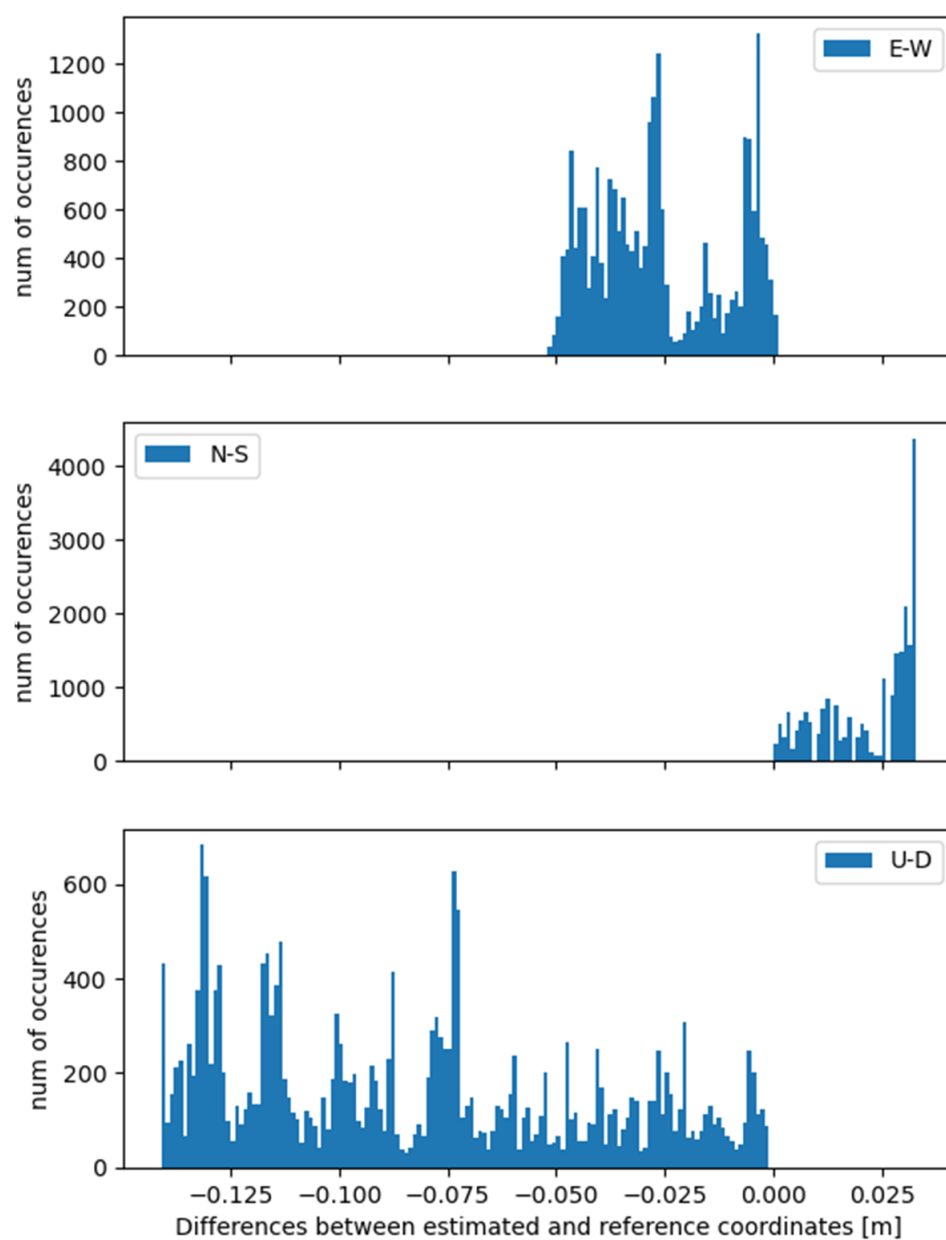 E-W
num of occurences
1200
1000
800
600
400
200
0
N-S
num of occurences
4000
3000
2000
1000
0
U-D
num of occurences
600
400
200
0
−0.125 −0.100 −0.075 −0.050 −0.025 0.000 0.025
Differences between estimated and reference coordinates [m]